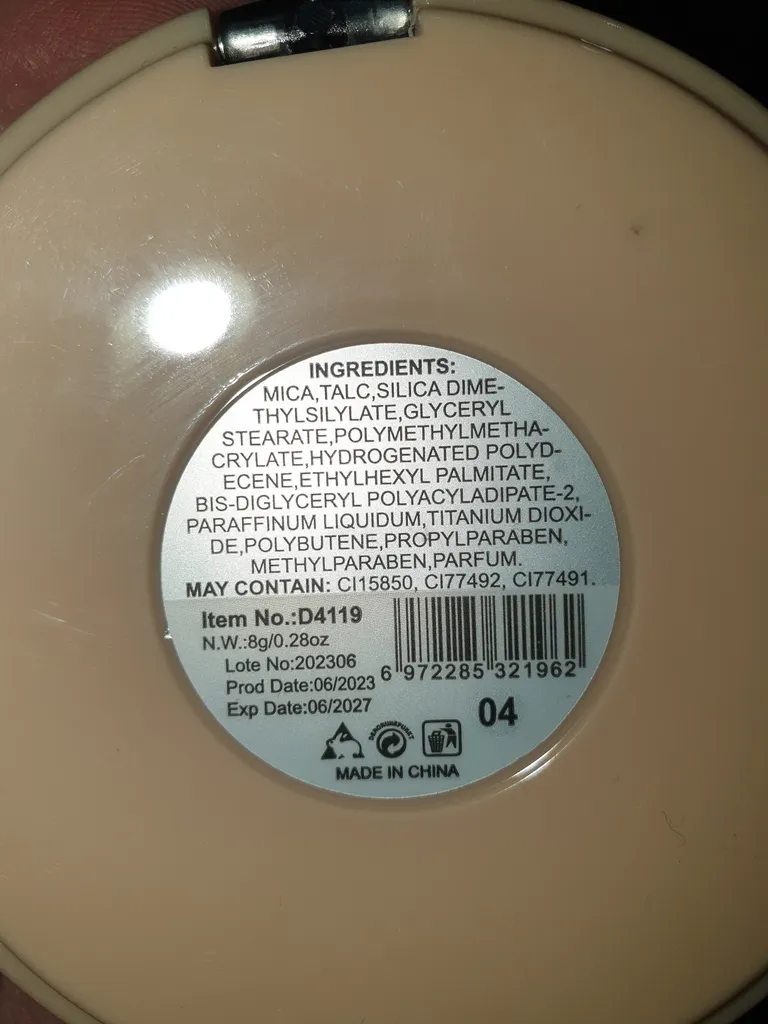 INGREDIENTS:
MICA,TALC,SILICA DIME-
THYLSILYLATE,GLYCERYL
STEARATE,POLYMETHYLMETHA-
CRYLATE,HYDROGENATED POLYD-
ECENE,ETHYLHEXYL PALMITATE,
BIS-DIGLYCERYL POLYACYLADIPATE-2,
PARAFFINUM LIQUIDUM,TITANIUM DIOXI-
DE,POLYBUTENE,PROPYLPARABEN,
METHYLPARABEN,PARFUM.
MAY CONTAIN: CI15850, CI77492, CI77491.
Item No.:D4119
N.W.:8g/0.28oz
Lote No:202306
Prod Date:06/2023
Exp Date:06/2027
6 972285 321962
04
MADE IN CHINA